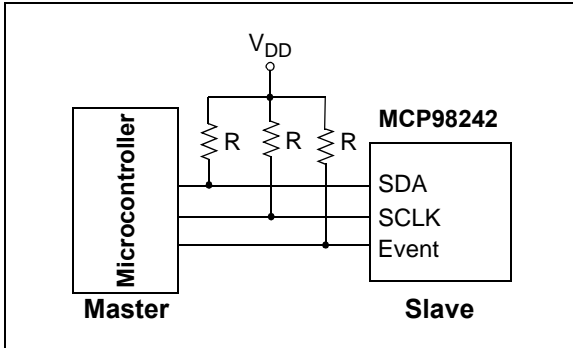 VDD
MCP98242
R
R
R
Microcontroller
SDA
SCLK
Event
Master
Slave